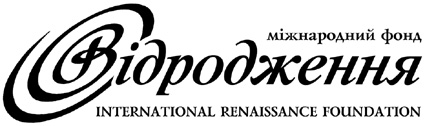 міжнародний фонд
Відродження
INTERNATIONAL RENAISSANCE FOUNDATION